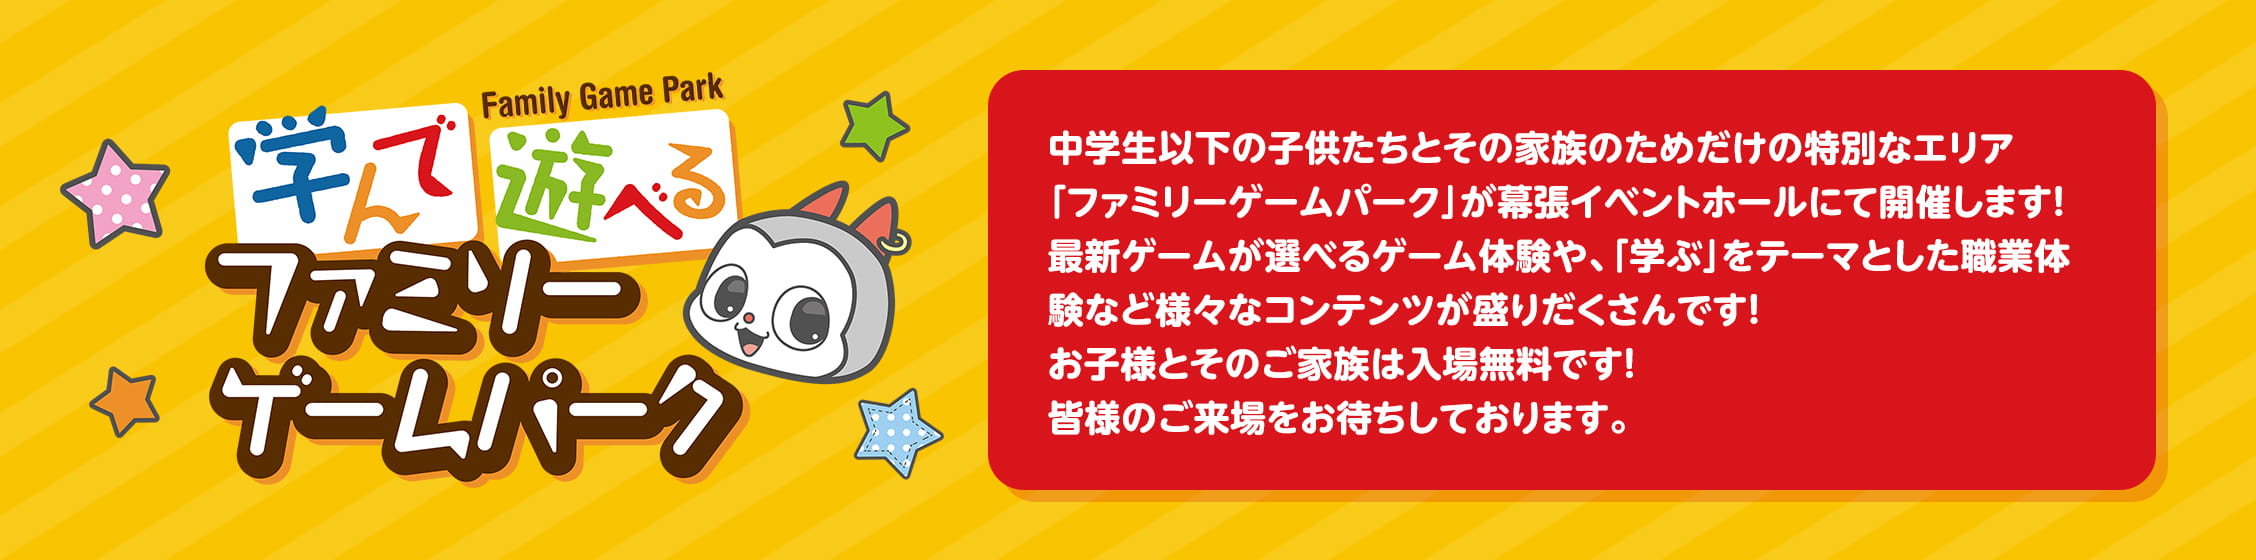 Family Game Park
学んで遊べる
ファミリー
ゲームパーク
中学生以下の子供たちとその家族のためだけの特別なエリア
「ファミリーゲームパーク」が幕張イベントホールにて開催します!
最新ゲームが選べるゲーム体験や、「学ぶ」をテーマとした職業体
験など様々なコンテンツが盛りだくさんです!
お子様とそのご家族は入場無料です!
皆様のご来場をお待ちしております。